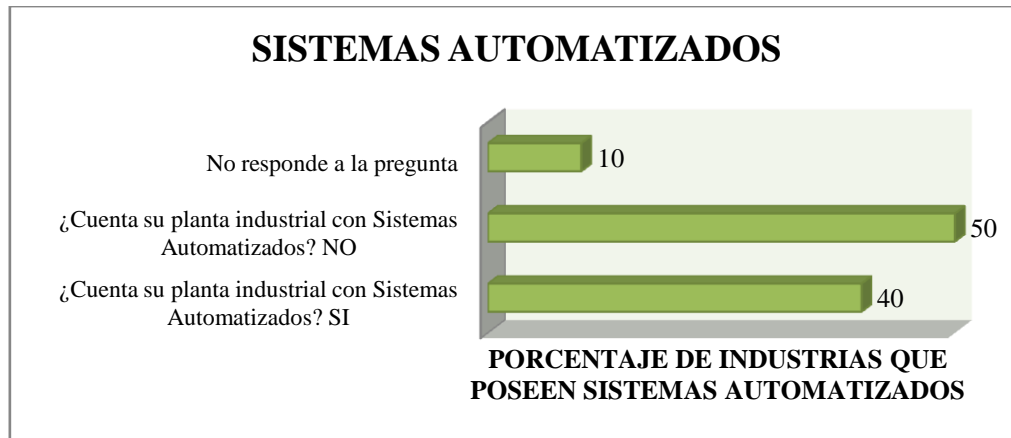 SISTEMAS AUTOMATIZADOS
No responde a la pregunta
10
¿Cuenta su planta industrial con Sistemas
Automatizados? NO
50
¿Cuenta su planta industrial con Sistemas
Automatizados? SI
40
PORCENTAJE DE INDUSTRIAS QUE
POSEEN SISTEMAS AUTOMATIZADOS